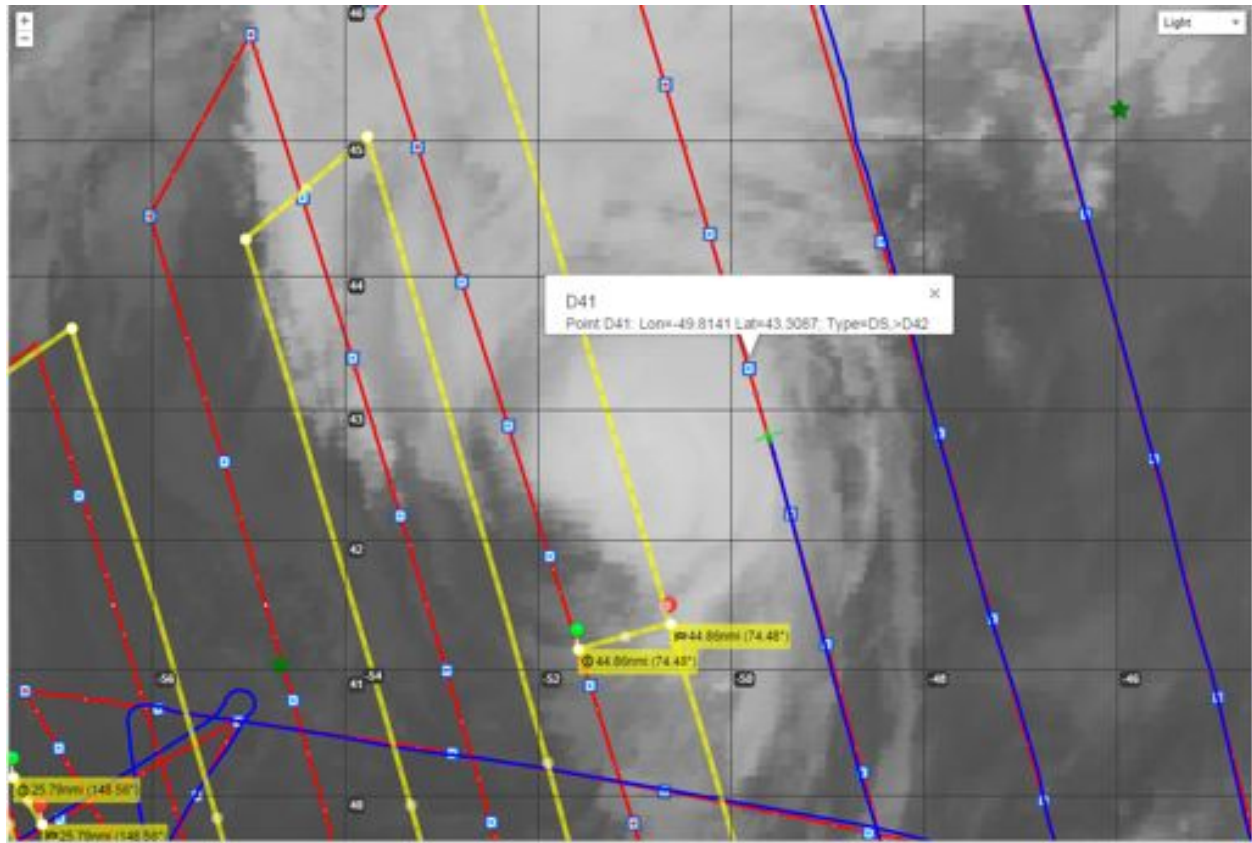 +
−
46
Light
45
44
D41
×
Point D41: Lon=-49.8141 Lat=43.3067; Type=DS,>D42
43
42
44.86nmi (74.48°)
44.86nmi (74.48°)
-56
41
-54
-52
-50
-48
-46
25.79nmi (148.56°)
40
25.79nmi (148.56°)